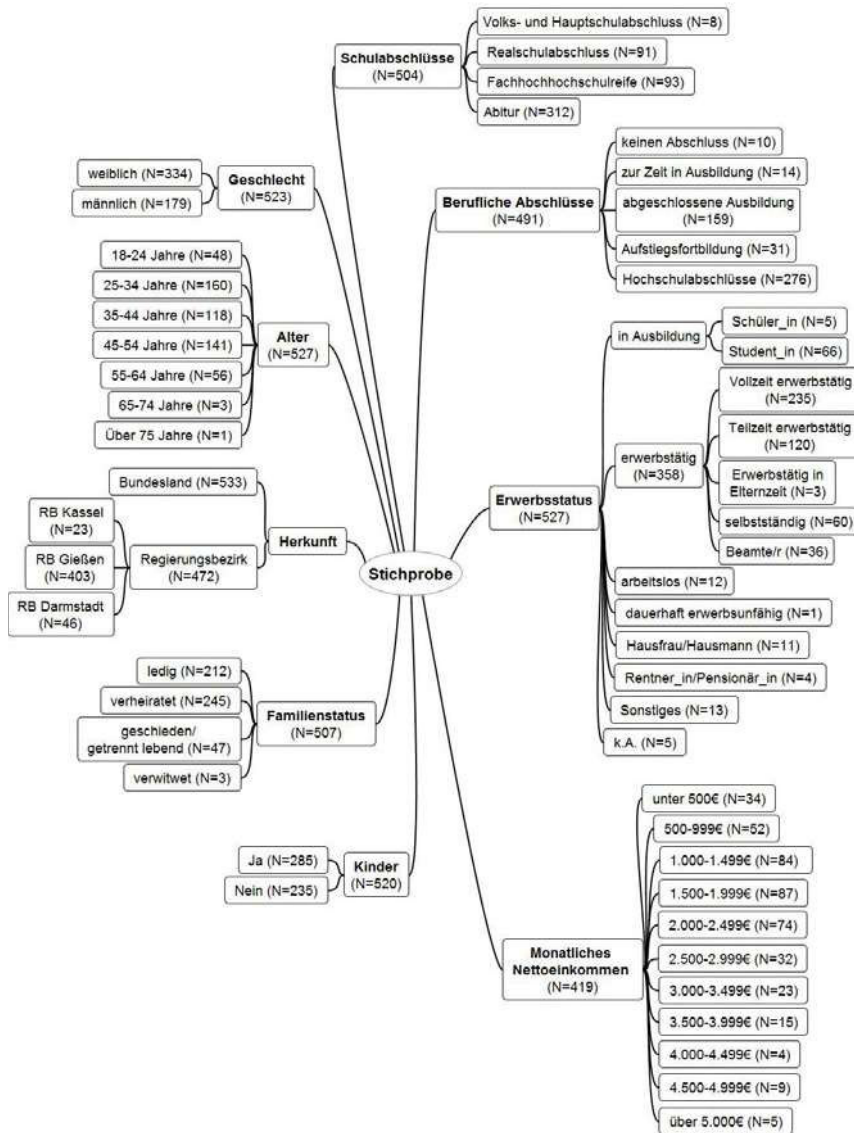 Stichprobe
Schulabschlüsse
(N=504)
Volks- und Hauptschulabschluss (N=8)
Realschulabschluss (N=91)
Fachhochhochschulreife (N=93)
Abitur (N=312)
Berufliche Abschlüsse
(N=491)
keinen Abschluss (N=10)
zur Zeit in Ausbildung (N=14)
abgeschlossene Ausbildung
(N=159)
Aufstiegsfortbildung (N=31)
Hochschulabschlüsse (N=276)
Erwerbsstatus
(N=527)
in Ausbildung
Schüler_in (N=5)
Student_in (N=66)
erwerbstätig
(N=358)
Vollzeit erwerbstätig
(N=235)
Teilzeit erwerbstätig
(N=120)
Erwerbstätig in
Elternzeit (N=3)
selbstständig (N=60)
Beamte/r (N=36)
arbeitslos (N=12)
dauerhaft erwerbsunfähig (N=1)
Hausfrau/Hausmann (N=11)
Rentner_in/Pensionär_in (N=4)
Sonstiges (N=13)
k.A. (N=5)
Monatliches
Nettoeinkommen
(N=419)
unter 500€ (N=34)
500-999€ (N=52)
1.000-1.499€ (N=84)
1.500-1.999€ (N=87)
2.000-2.499€ (N=74)
2.500-2.999€ (N=32)
3.000-3.499€ (N=23)
3.500-3.999€ (N=15)
4.000-4.499€ (N=4)
4.500-4.999€ (N=9)
über 5.000€ (N=5)
Geschlecht
(N=523)
weiblich (N=334)
männlich (N=179)
Alter
(N=527)
18-24 Jahre (N=48)
25-34 Jahre (N=160)
35-44 Jahre (N=118)
45-54 Jahre (N=141)
55-64 Jahre (N=56)
65-74 Jahre (N=3)
Über 75 Jahre (N=1)
Herkunft
Bundesland (N=533)
Regierungsbezirk
(N=472)
RB Kassel
(N=23)
RB Gießen
(N=403)
RB Darmstadt
(N=46)
Familienstatus
(N=507)
ledig (N=212)
verheiratet (N=245)
geschieden/
getrennt lebend (N=47)
verwitwet (N=3)
Kinder
(N=520)
Ja (N=285)
Nein (N=235)